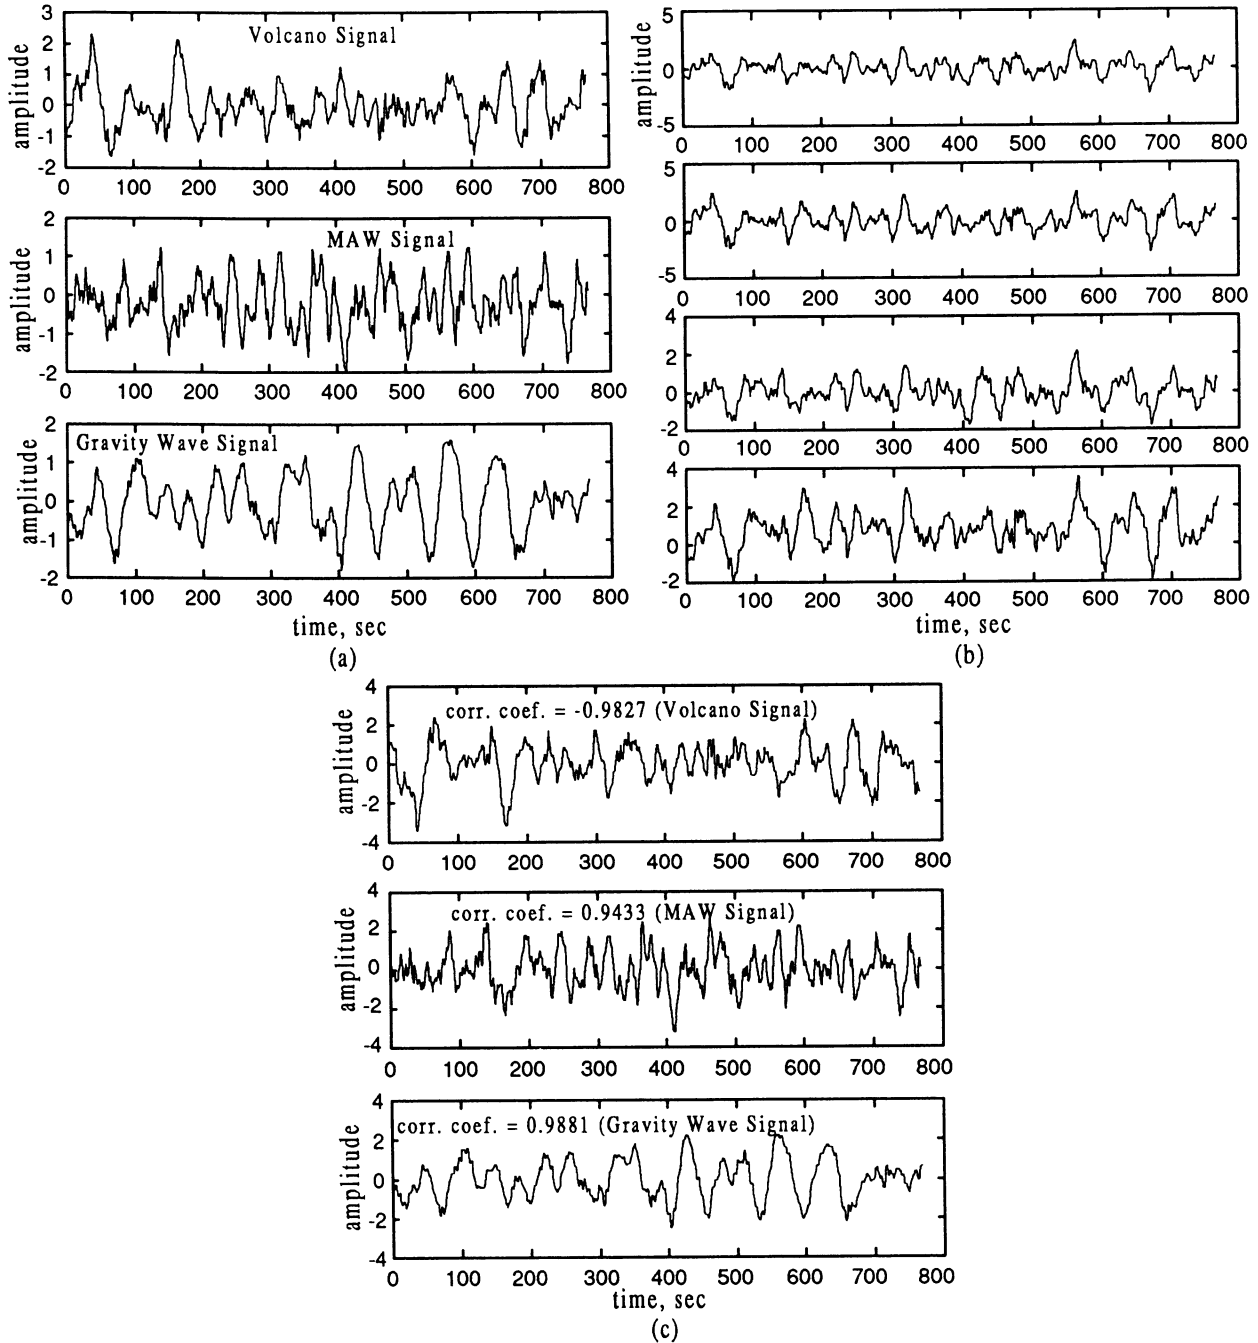 Volcano Signal
amplitude
3
2
1
0
-1
-2
0 100 200 300 400 500 600 700 800
MAW Signal
amplitude
2
1
0
-1
-2
0 100 200 300 400 500 600 700 800
Gravity Wave Signal
amplitude
2
1
0
-1
-2
0 100 200 300 400 500 600 700 800
time, sec
(a)
amplitude
5
0
-5
0 100 200 300 400 500 600 700 800
5
0
-5
0 100 200 300 400 500 600 700 800
4
2
0
-2
0 100 200 300 400 500 600 700 800
4
2
0
-2
0 100 200 300 400 500 600 700 800
time, sec
(b)
corr. coef. = -0.9827 (Volcano Signal)
amplitude
4
2
0
-2
-4
0 100 200 300 400 500 600 700 800
corr. coef. = 0.9433 (MAW Signal)
amplitude
4
2
0
-2
-4
0 100 200 300 400 500 600 700 800
corr. coef. = 0.9881 (Gravity Wave Signal)
amplitude
4
2
0
-2
-4
0 100 200 300 400 500 600 700 800
time, sec
(c)